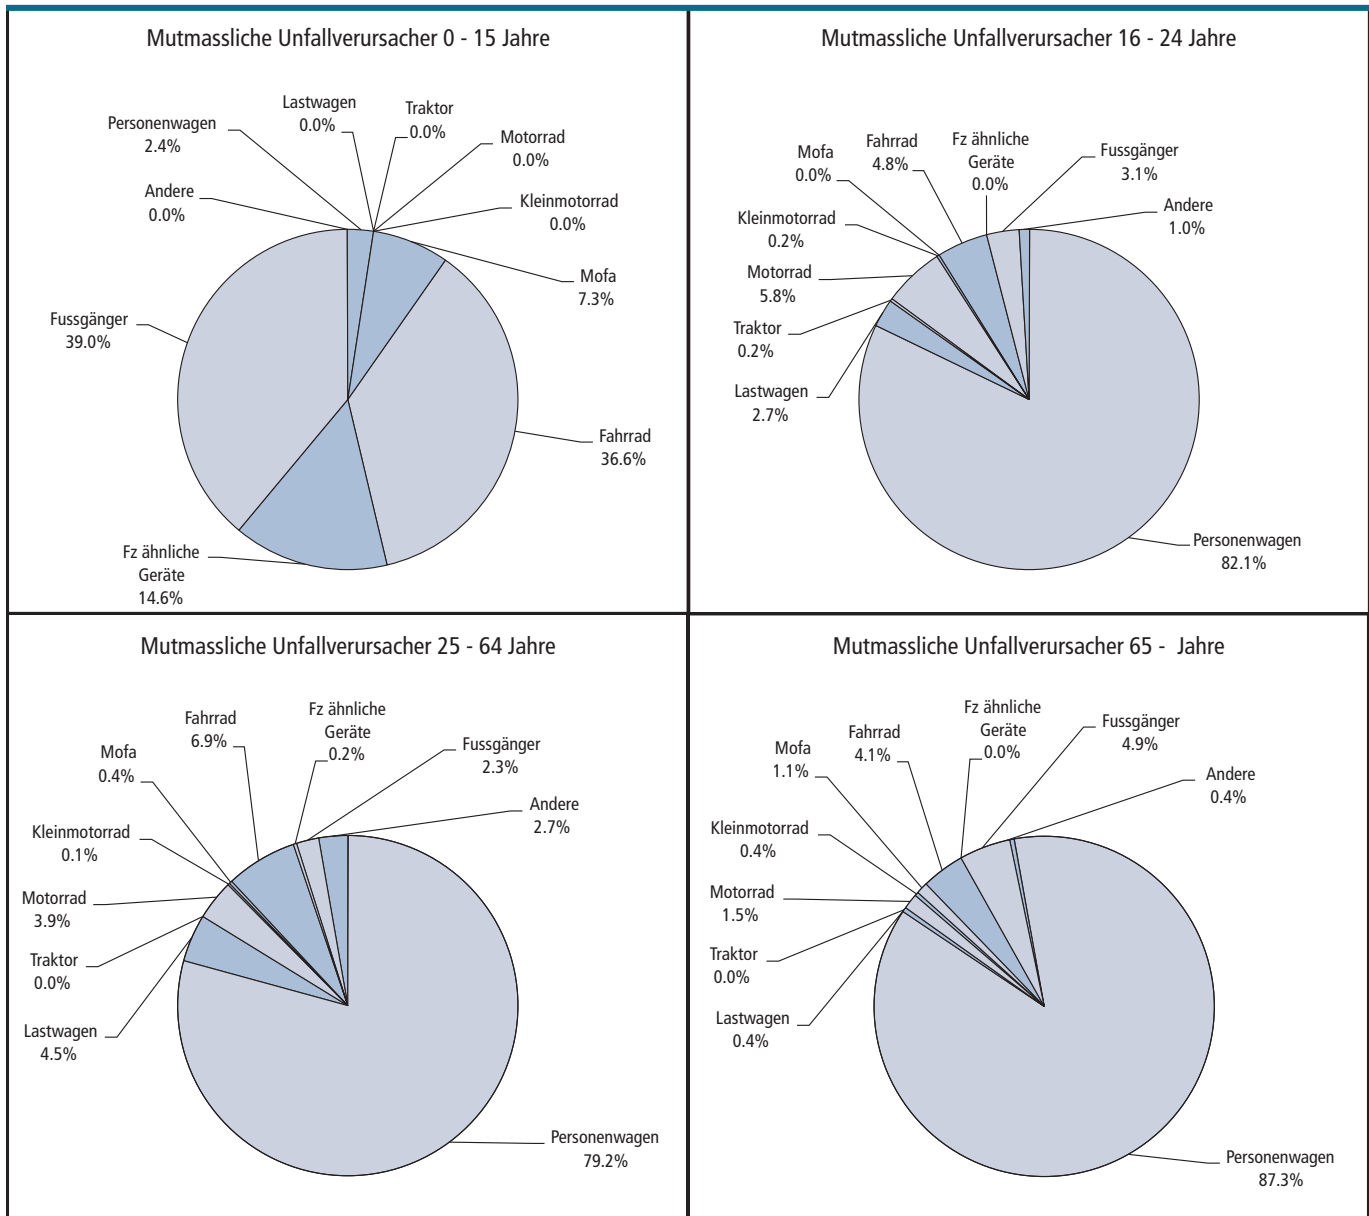 Mutmassliche Unfallverursacher 0 - 15 Jahre
Lastwagen
0.0%
Traktor
0.0%
Personenwagen
2.4%
Motorrad
0.0%
Andere
0.0%
Kleinmotorrad
0.0%
Mofa
7.3%
Fussgänger
39.0%
Fahrrad
36.6%
Fz ähnliche
Geräte
14.6%
Mutmassliche Unfallverursacher 16 - 24 Jahre
Mofa
0.0%
Fahrrad
4.8%
Fz ähnliche
Geräte
0.0%
Fussgänger
3.1%
Andere
1.0%
Kleinmotorrad
0.2%
Motorrad
5.8%
Traktor
0.2%
Lastwagen
2.7%
Personenwagen
82.1%
Mutmassliche Unfallverursacher 25 - 64 Jahre
Fahrrad
6.9%
Fz ähnliche
Geräte
0.2%
Mofa
0.4%
Fussgänger
2.3%
Andere
2.7%
Kleinmotorrad
0.1%
Motorrad
3.9%
Traktor
0.0%
Lastwagen
4.5%
Personenwagen
79.2%
Mutmassliche Unfallverursacher 65 - Jahre
Fz ähnliche
Geräte
0.0%
Fussgänger
4.9%
Fahrrad
4.1%
Mofa
1.1%
Andere
0.4%
Kleinmotorrad
0.4%
Motorrad
1.5%
Traktor
0.0%
Lastwagen
0.4%
Personenwagen
87.3%